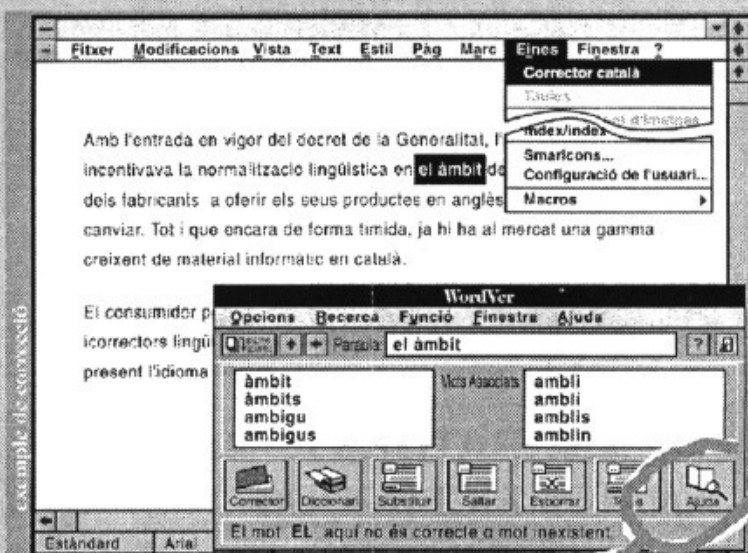 Fitxer Modificacions Vista Text Estil Pàg Marc Eines Finestra ?
Corrector català
Taules
Index/index
SmarIcons...
Configuració de l'usuari...
Macros
Amb l'entrada en vigor del decret de la Generalitat, l'
incentivava la normalització lingüística en el àmbit de
dels fabricants a oferir els seus productes en anglès
canviar. Tot i que encara de forma tímida, ja hi ha al mercat una gamma
creixent de material informàtic en català.
El consumidor p
icorrectors lingü
present l'idioma
exemple de correcció
WordVer
Opcions Recerca Funció Finestra Ajuda
Paraula: el àmbit ?
àmbit
àmbits
ambigu
ambigus
Mots Associats
ambli
amblí
amblis
amblin
Corrector Diccionar. Substituir Saltar Esborrar Ajuda
El mot EL aquí no és correcte o mot inexistent
Estàndard Arial